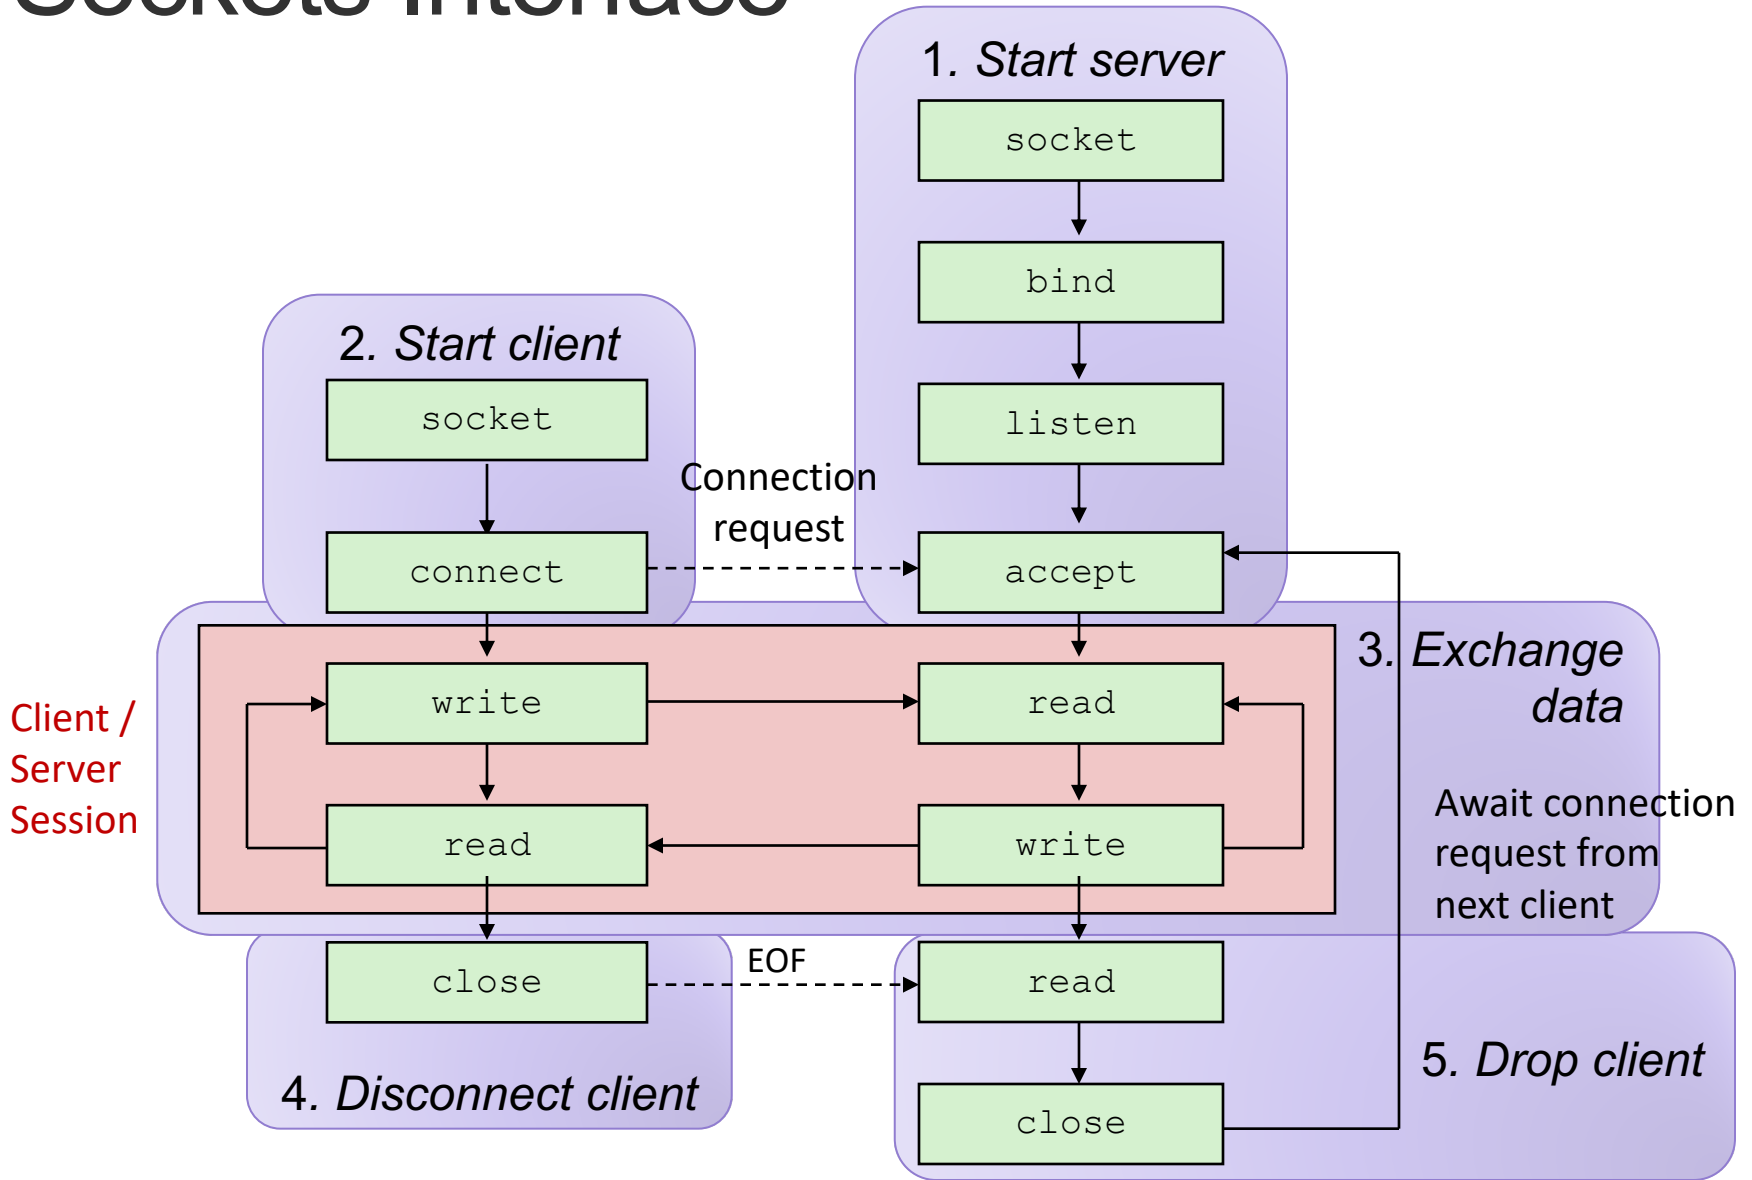 Sockets Interface
1. Start server
socket
bind
2. Start client
socket
listen
Connection
request
connect
accept
3. Exchange
data
Client /
Server
Session
write
read
Await connection
request from
next client
read
write
close
EOF
read
5. Drop client
4. Disconnect client
close